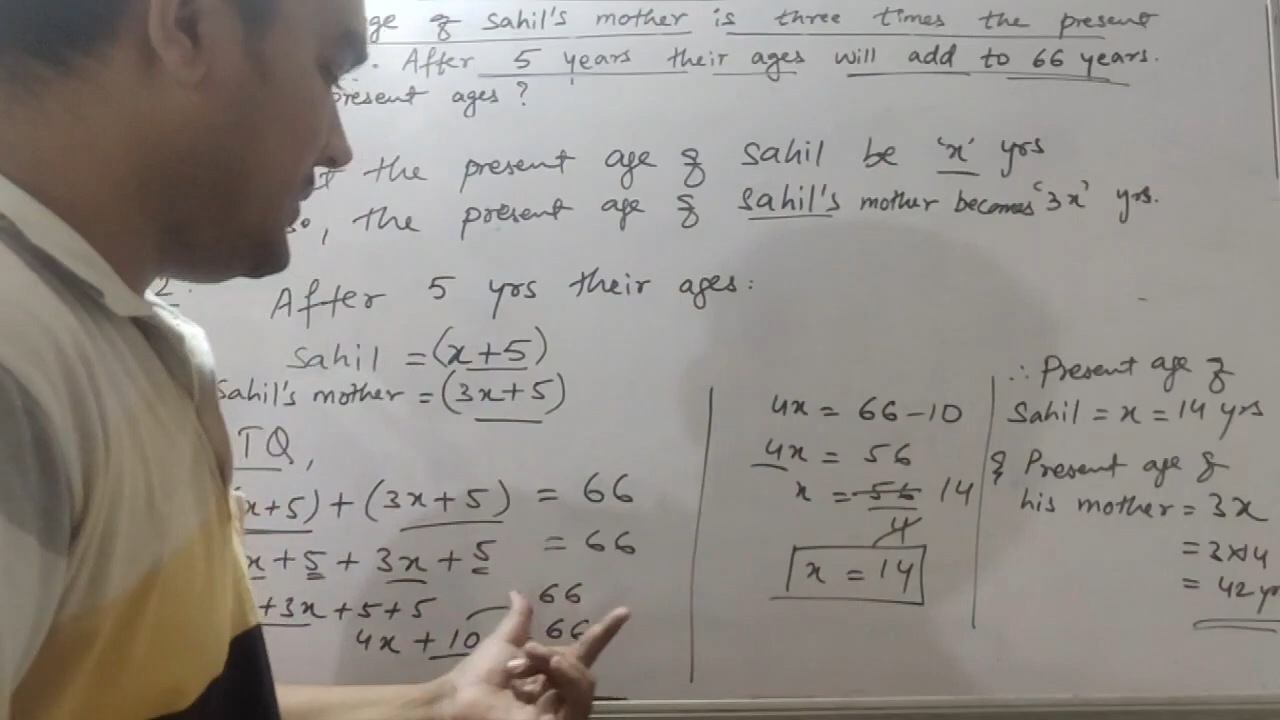 ge of Sahil's mother is three times the present
. After 5 years their ages will add to 66 years.
present ages ?
the present age of Sahil be 'x' yrs
So, the present age of Sahil's mother becomes '3x' yrs.
2.
After 5 yrs their ages :
Sahil = (x+5)
Sahil's mother = (3x+5)
TQ,
(x+5) + (3x+5) = 66
x + 5 + 3x + 5 = 66
+3x + 5 + 5 66
4x + 10 66
4x = 66 - 10
4x = 56
x = 56 14
4
x = 14
∴ Present age of
Sahil = x = 14 yrs
& Present age of
his mother = 3x
= 3x14
= 42 yr